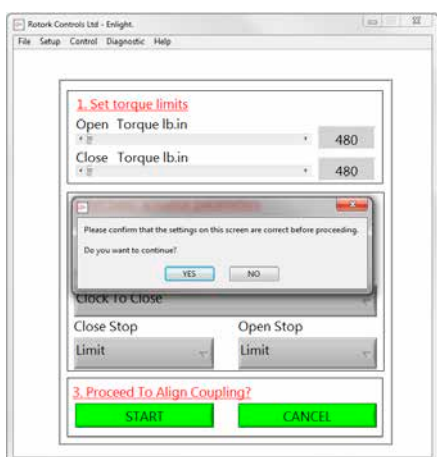 Rotork Controls Ltd - Enlight.
File Setup Control Diagnostic Help
1. Set torque limits
Open Torque lb.in
480
Close Torque lb.in
480
Please confirm that the settings on this screen are correct before proceeding.
Do you want to continue?
YES NO
Clock To Close
Close Stop Open Stop
Limit Limit
3. Proceed To Align Coupling?
START CANCEL